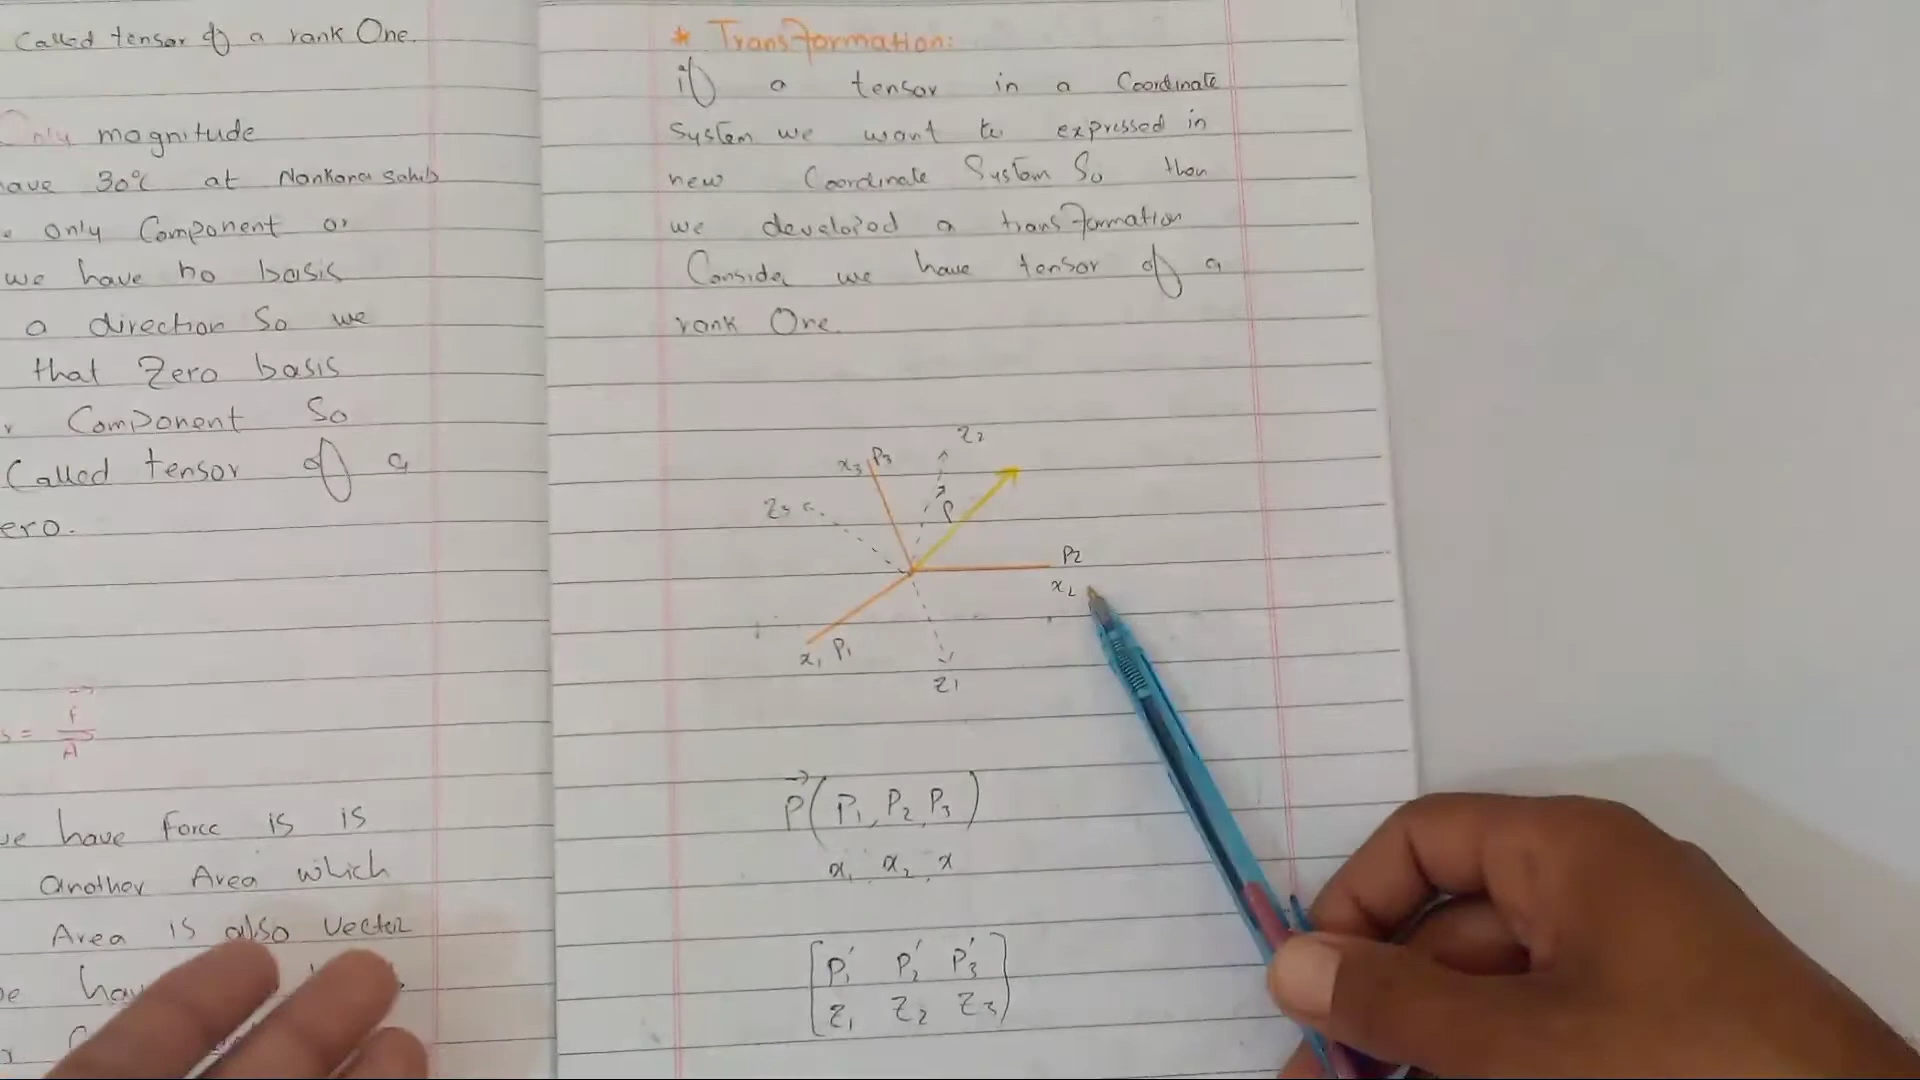 Called tensor of a rank One.
Only magnitude
have 30°C at Nankana sahib
only Component or
we have no basis
a direction So we
that Zero basis
Component So
Called tensor of a
ero.
s = F/A
we have force is is
another Area which
Area is also vector
* Transformation:
if a tensor in a Coordinate
System we want to expressed in
new Coordinate System So than
we developed a transformation
Consider we have tensor of a
rank One.
Z2
x3 P3
Z3
P
P2
x2
x1 P1
Z1
P(P1, P2 P3)
x1, x2, x
P1' P2' P3'
Z1 Z2 Z3